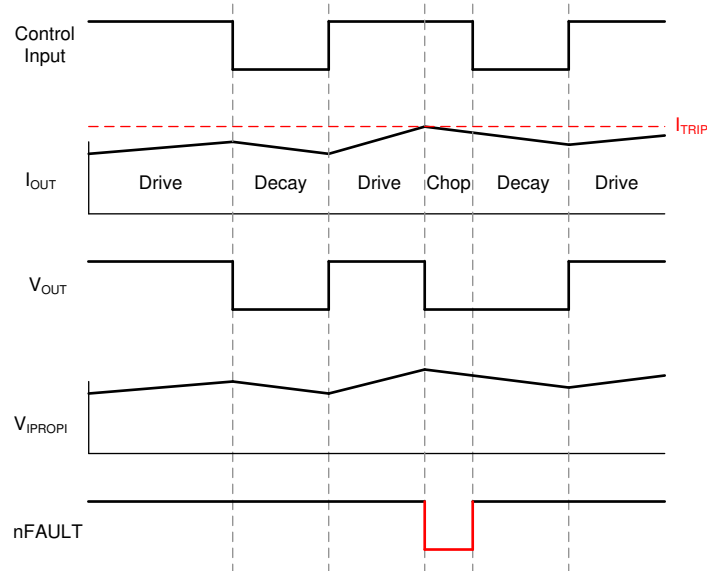 Control
Input
ITRIP
IOUT
Drive Decay Drive Chop Decay Drive
VOUT
VIPROPI
nFAULT